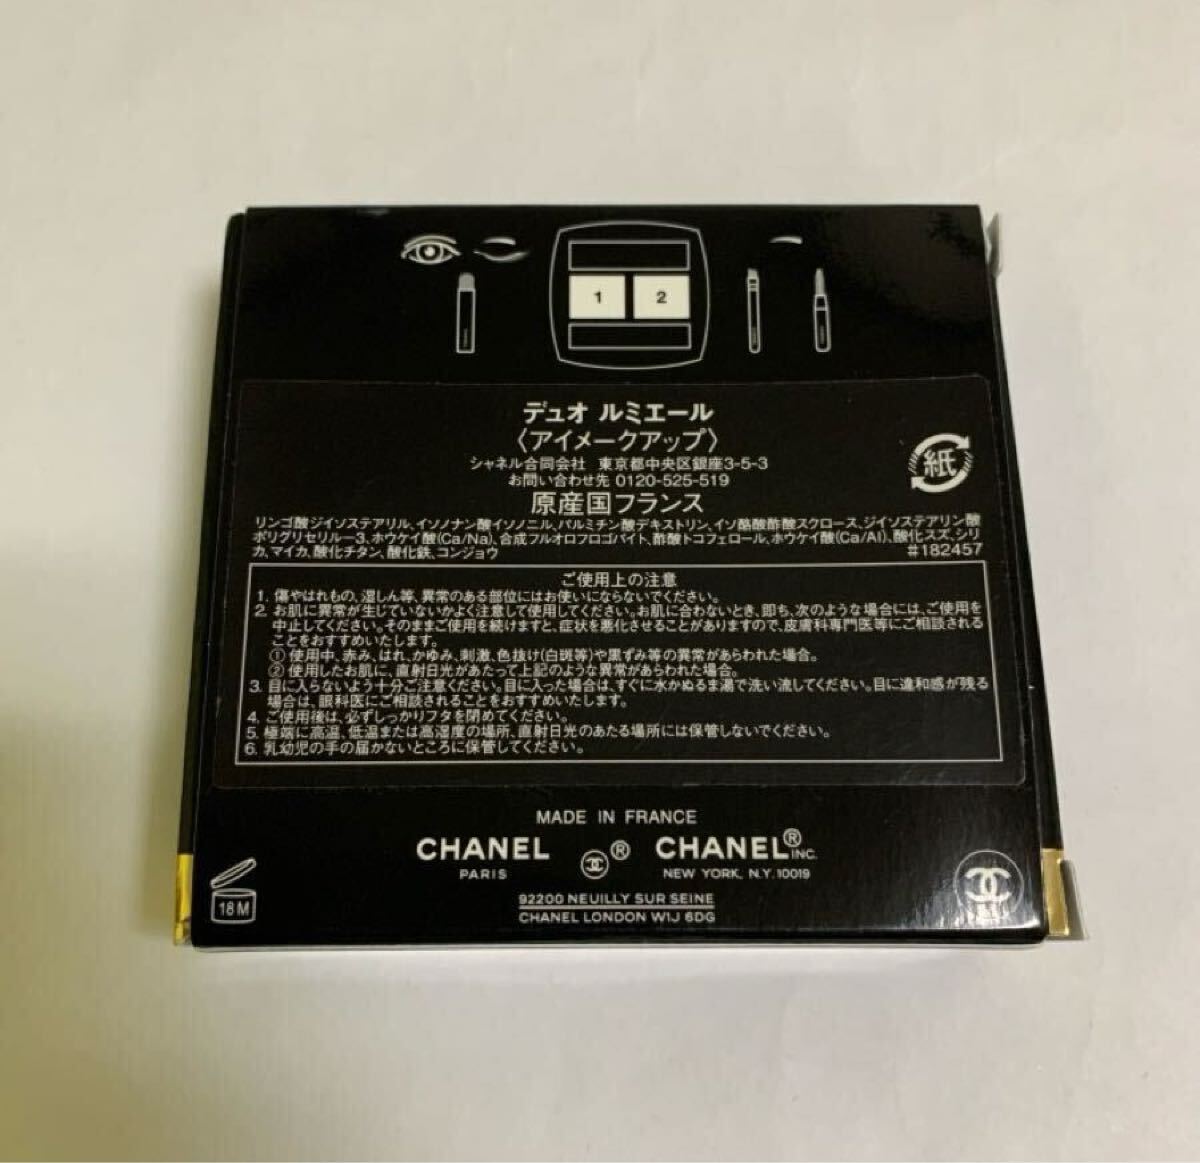 1 2
デュオ ルミエール
〈アイメークアップ〉
シャネル合同会社 東京都中央区銀座3-5-3
お問い合わせ先 0120-525-519
原産国フランス
紙
リンゴ酸ジイソステアリル、イソノナン酸イソノニル、パルミチン酸デキストリン、イソ酪酸酢酸スクロース、ジイソステアリン酸
ポリグリセリル-3、ホウケイ酸(Ca/Na)、合成フルオロフロゴパイト、酢酸トコフェロール、ホウケイ酸(Ca/Al)、酸化スズ、シリ
カ、マイカ、酸化チタン、酸化鉄、コンジョウ #182457
ご使用上の注意
1. 傷やはれもの、湿しん等、異常のある部位にはお使いにならないでください。
2. お肌に異常が生じていないかよく注意して使用してください。お肌に合わないとき、即ち、次のような場合には、ご使用を
中止してください。そのままご使用を続けますと、症状を悪化させることがありますので、皮膚科専門医等にご相談される
ことをおすすめいたします。
① 使用中、赤み、はれ、かゆみ、刺激、色抜け(白斑等)や黒ずみ等の異常があらわれた場合。
② 使用したお肌に、直射日光があたって上記のような異常があらわれた場合。
3. 目に入らないよう十分ご注意ください。目に入った場合は、すぐに水かぬるま湯で洗い流してください。目に違和感が残る
場合は、眼科医にご相談されることをおすすめいたします。
4. ご使用後は、必ずしっかりフタを閉めてください。
5. 極端に高温、低温または高湿度の場所、直射日光のあたる場所には保管しないでください。
6. 乳幼児の手の届かないところに保管してください。
MADE IN FRANCE
CHANEL ® CHANEL® INC.
PARIS NEW YORK, N.Y. 10019
92200 NEUILLY SUR SEINE
CHANEL LONDON W1J 6DG
18 M